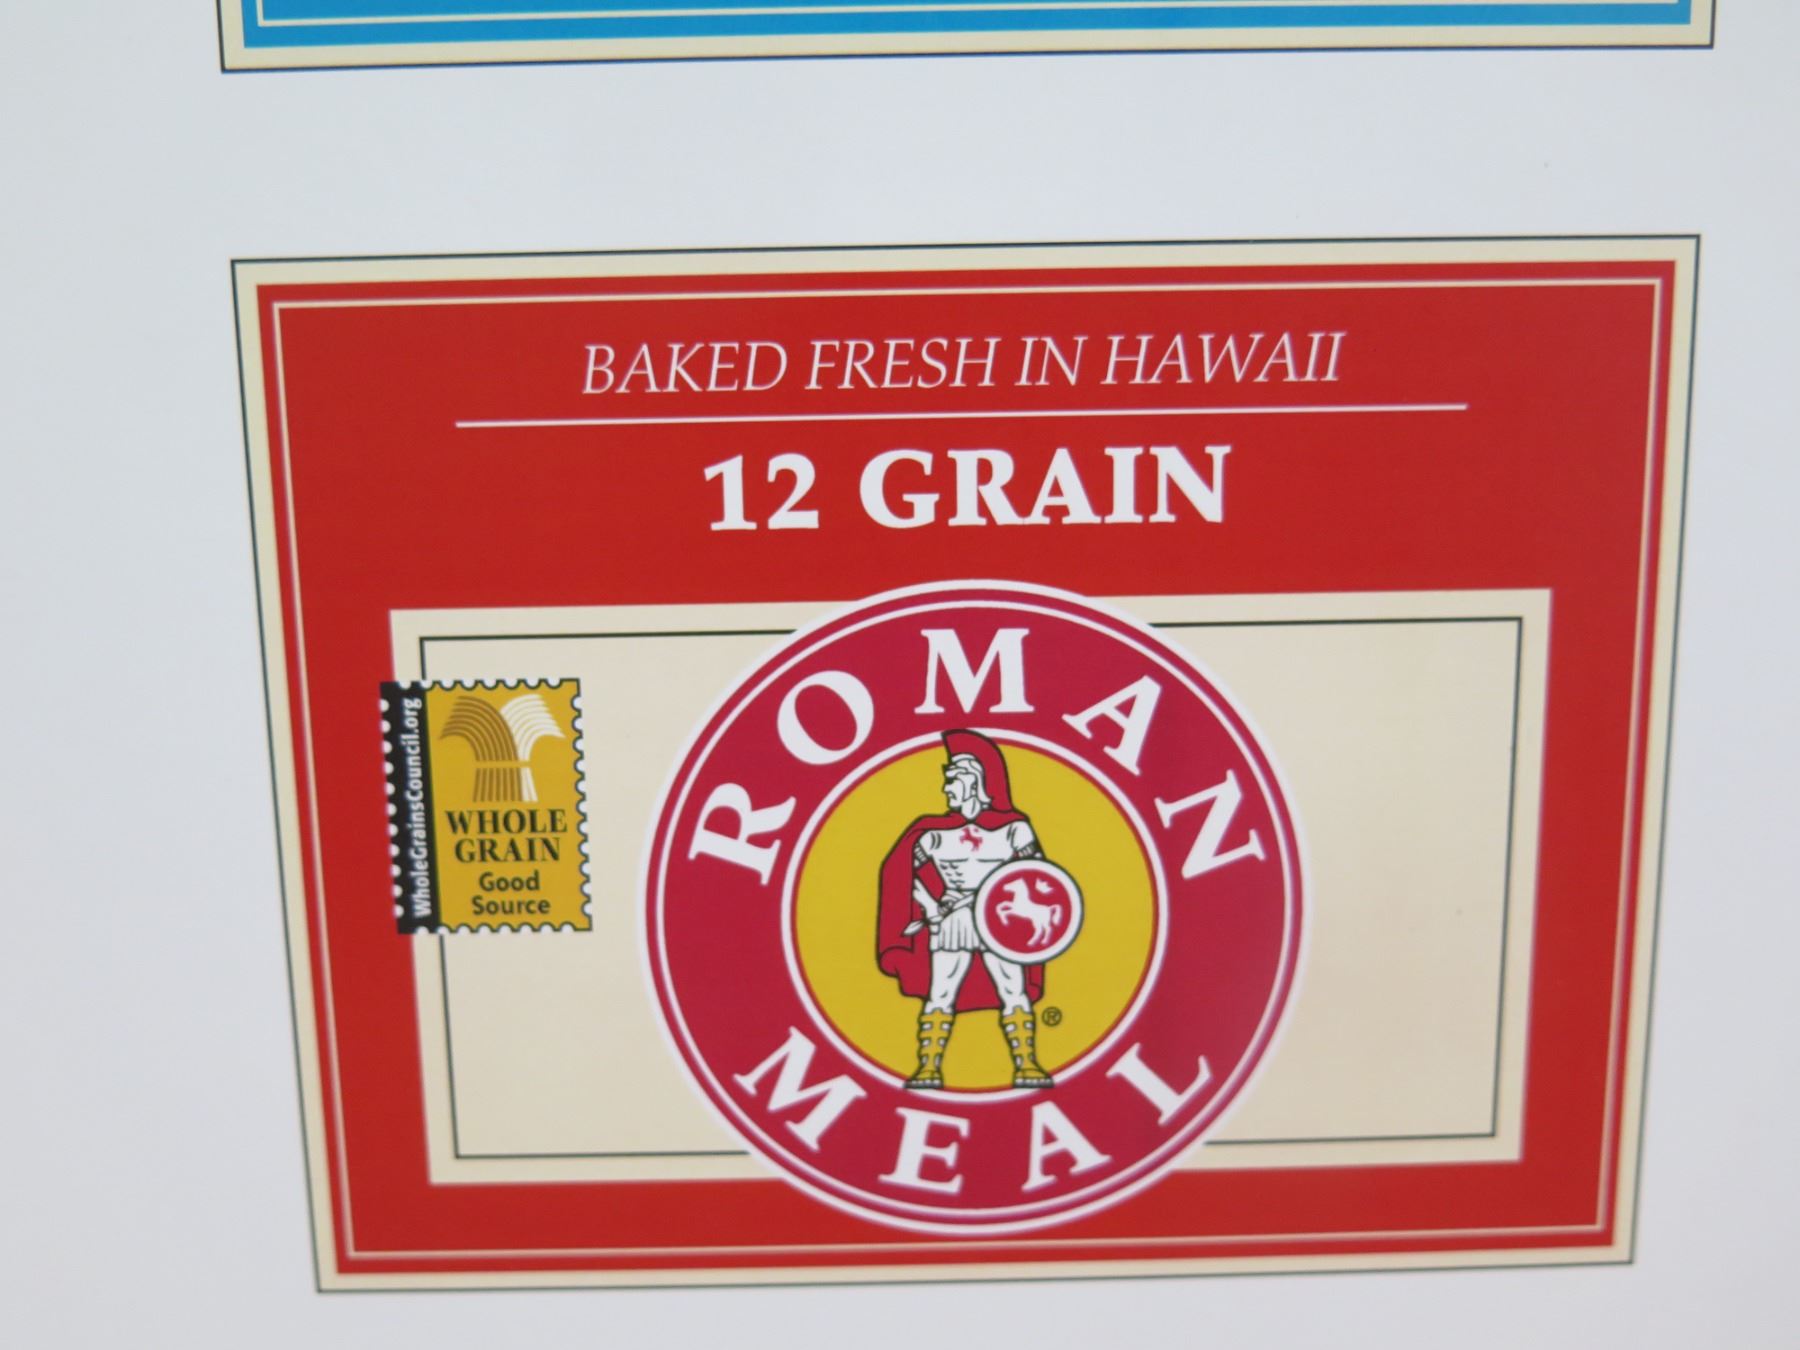 BAKED FRESH IN HAWAII
12 GRAIN
ROMAN
MEAL
®
WholeGrainsCouncil.org
WHOLE
GRAIN
Good
Source